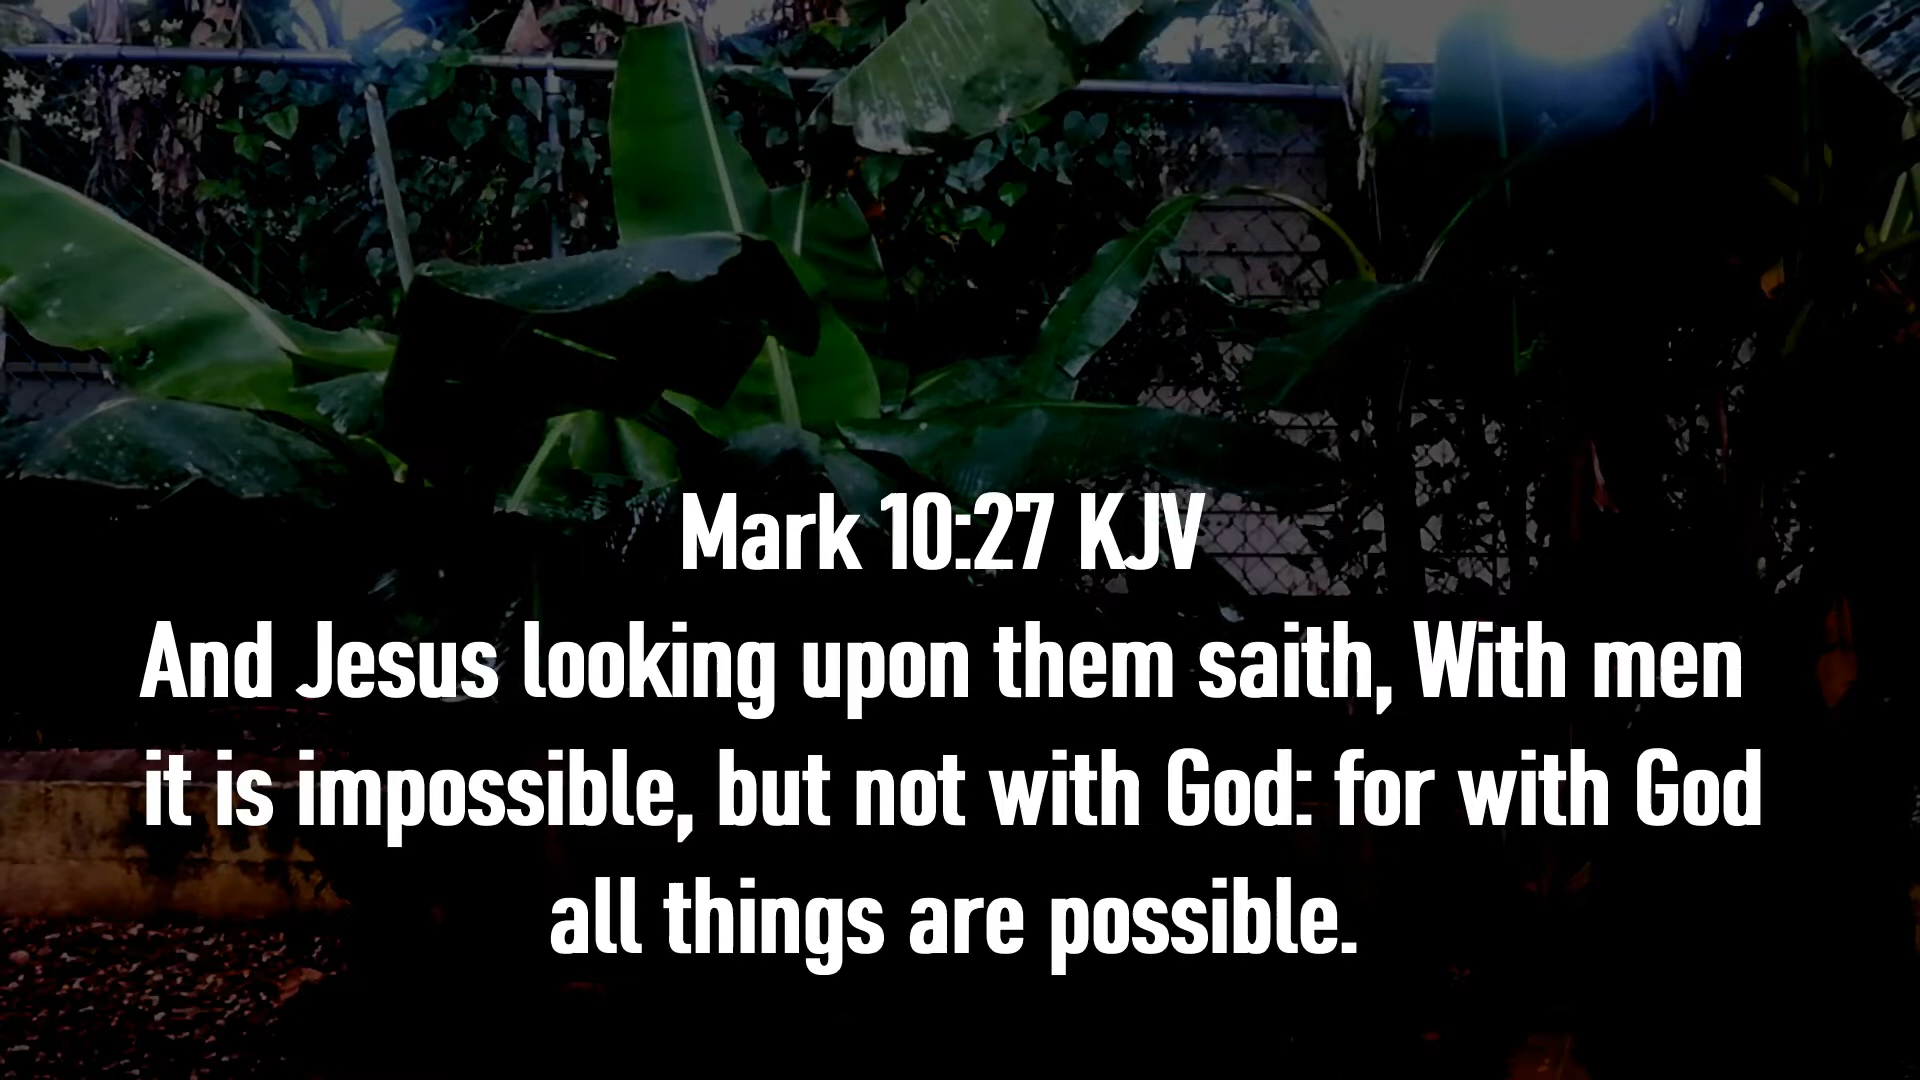 Mark 10:27 KJV
And Jesus looking upon them saith, With men
it is impossible, but not with God: for with God
all things are possible.